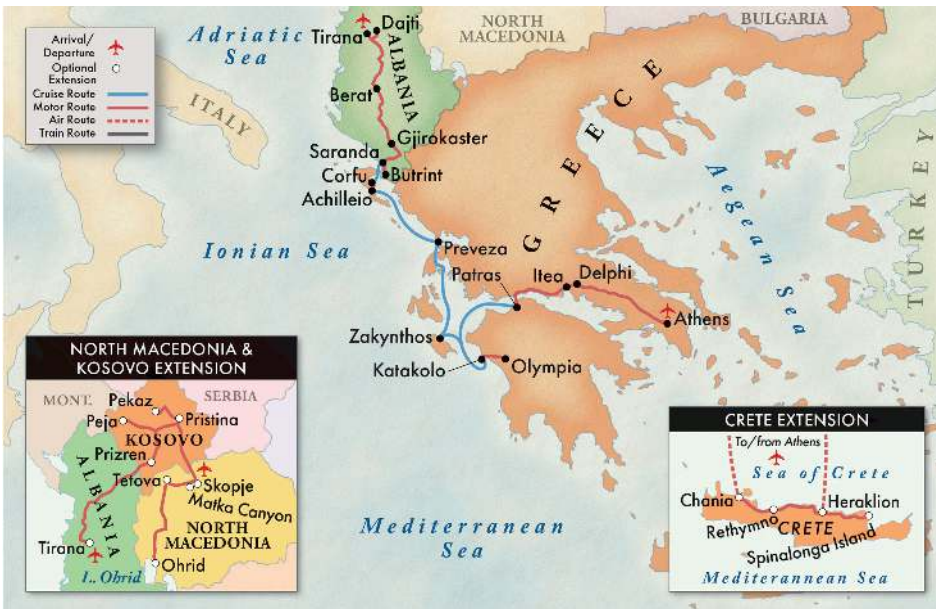 Arrival/
Departure
Optional
Extension
Cruise Route
Motor Route
Air Route
Train Route
Adriatic
Sea
ITALY
Tirana
Dajti
ALBANIA
Berat
Gjirokaster
Saranda
Butrint
Corfu
Achilleio
NORTH
MACEDONIA
BULGARIA
GREECE
Aegean Sea
TURKEY
Ionian Sea
Preveza
Patras
Itea
Delphi
Athens
Zakynthos
Katakolo
Olympia
Mediterranean
Sea
NORTH MACEDONIA &
KOSOVO EXTENSION
MONT.
SERBIA
Pekaz
Peja
Pristina
KOSOVO
Prizren
Tetova
Skopje
Matka Canyon
ALBANIA
NORTH
MACEDONIA
Tirana
Ohrid
L. Ohrid
CRETE EXTENSION
To/from Athens
Sea of Crete
Chania
Heraklion
Rethymno
CRETE
Spinalonga Island
Mediterannean Sea